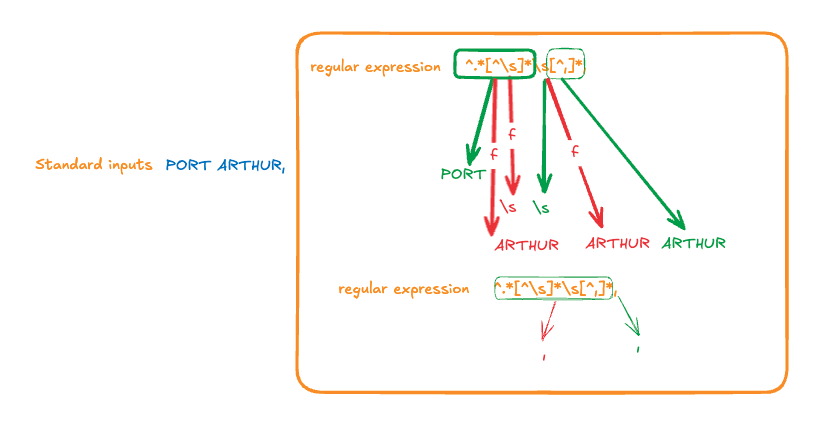 regular expression ^.*[^\s]*\s[^,]*
f
f
f
Standard inputs PORT ARTHUR,
PORT
\s \s
ARTHUR ARTHUR ARTHUR
regular expression ^.*[^\s]*\s[^,]*,
, ,